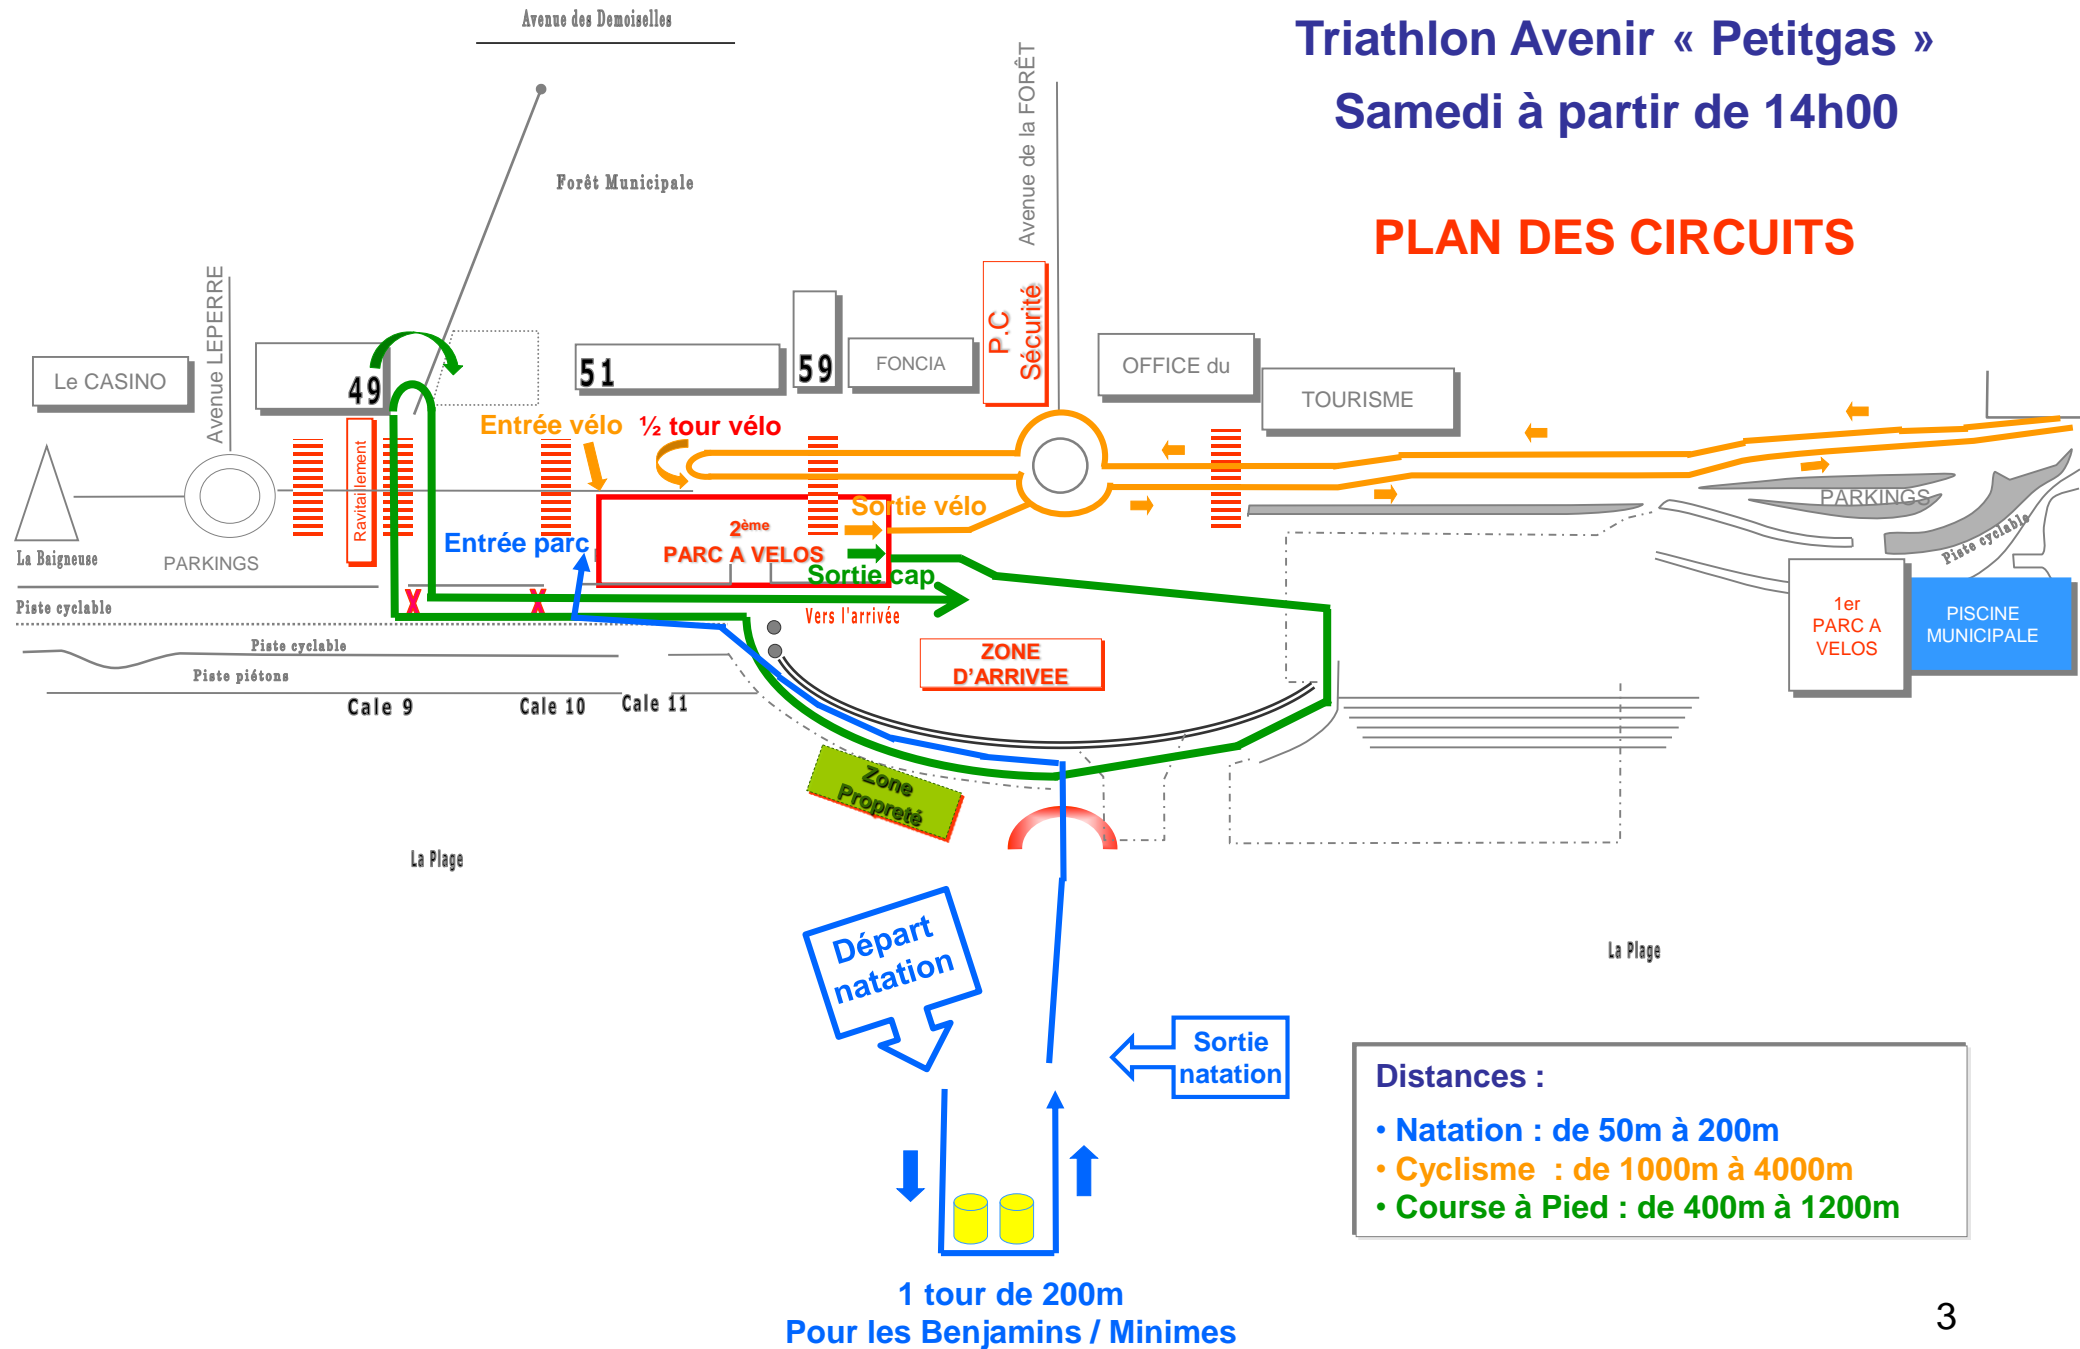 Avenue des Demoiselles
Triathlon Avenir « Petitgas »
Samedi à partir de 14h00
PLAN DES CIRCUITS
Forêt Municipale
Avenue de la FORÊT
Avenue LEPERRE
P.C
Sécurité
Le CASINO
49
51
59
FONCIA
OFFICE du
TOURISME
Entrée vélo
½ tour vélo
Ravitaillement
Sortie vélo
PARKINGS
Piste cyclable
2ème
PARC A VELOS
Entrée parc
La Baigneuse
PARKINGS
Sortie cap
Vers l'arrivée
Piste cyclable
Piste cyclable
Piste piétons
ZONE
D'ARRIVEE
1er
PARC A
VELOS
PISCINE
MUNICIPALE
Cale 9
Cale 10
Cale 11
Zone
Propreté
La Plage
La Plage
Départ
natation
Sortie
natation
Distances :
• Natation : de 50m à 200m
• Cyclisme : de 1000m à 4000m
• Course à Pied : de 400m à 1200m
1 tour de 200m
Pour les Benjamins / Minimes
3
X
X